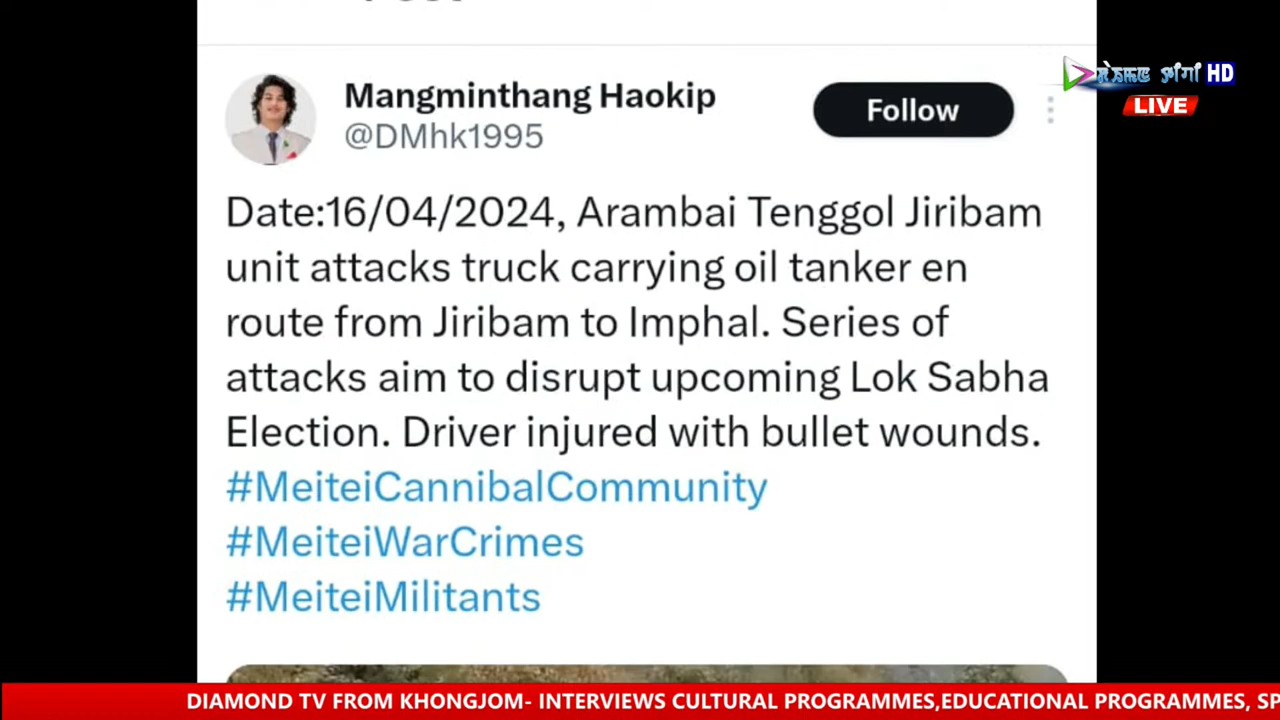 Mangminthang Haokip
@DMhk1995
Follow
HD
LIVE
Date:16/04/2024, Arambai Tenggol Jiribam
unit attacks truck carrying oil tanker en
route from Jiribam to Imphal. Series of
attacks aim to disrupt upcoming Lok Sabha
Election. Driver injured with bullet wounds.
#MeiteiCannibalCommunity
#MeiteiWarCrimes
#MeiteiMilitants
DIAMOND TV FROM KHONGJOM- INTERVIEWS CULTURAL PROGRAMMES,EDUCATIONAL PROGRAMMES, SP